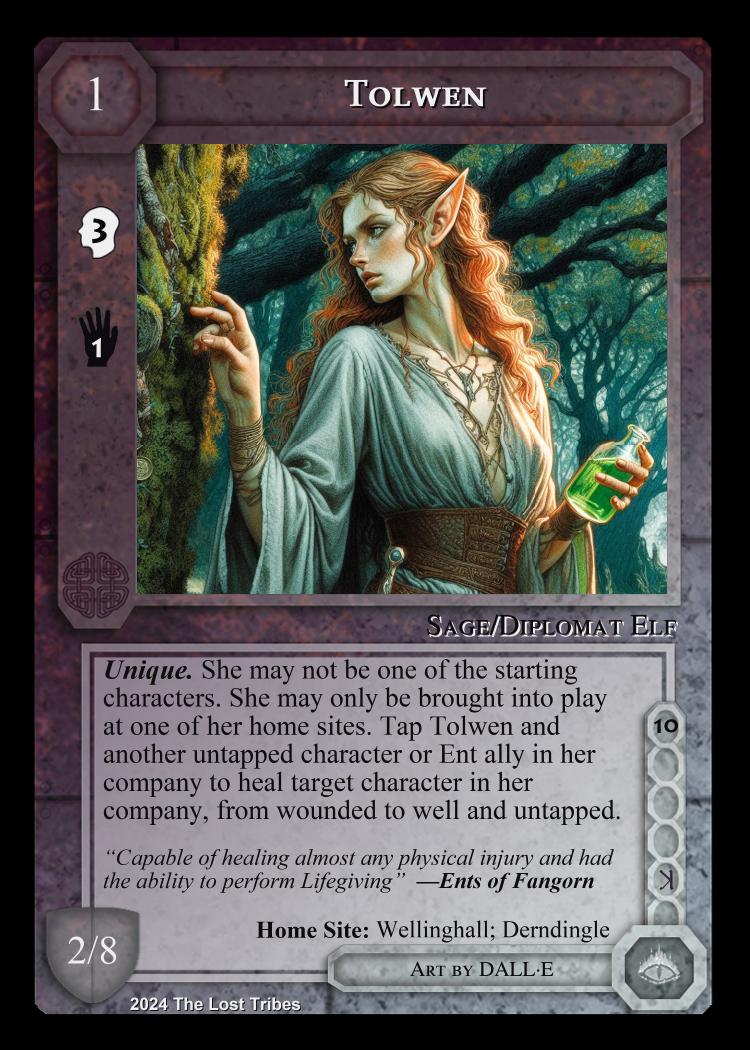 1
Tolwen
3
1
Sage/Diplomat Elf
Unique. She may not be one of the starting
characters. She may only be brought into play
at one of her home sites. Tap Tolwen and
another untapped character or Ent ally in her
company to heal target character in her
company, from wounded to well and untapped.
10
“Capable of healing almost any physical injury and had
the ability to perform Lifegiving” —Ents of Fangorn
Home Site: Wellinghall; Derndingle
2/8
Art by DALL·E
2024 The Lost Tribes